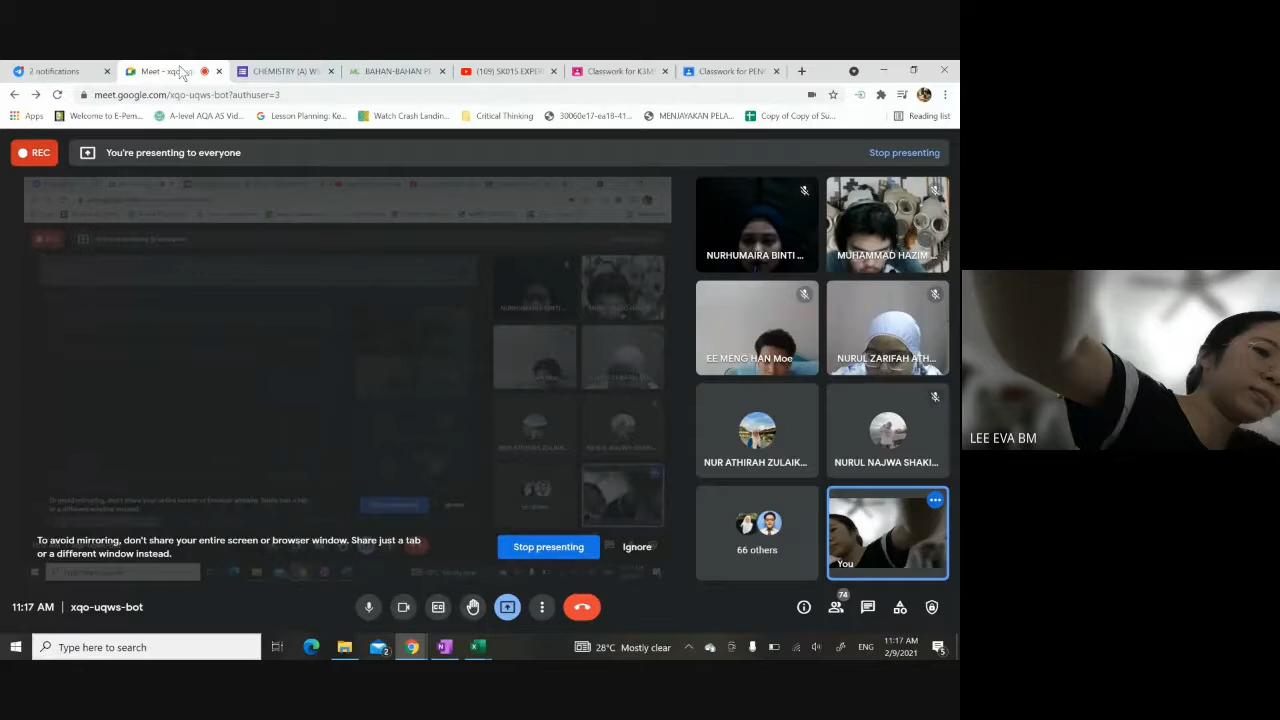 2 notifications
Meet - xqo
CHEMISTRY (A) W
BAHAN-BAHAN P
(109) SK015 EXPER
Classwork for K3M
Classwork for PEN
meet.google.com/xqo-uqws-bot?authuser=3
Apps
Welcome to E-Pem...
A-level AQA AS Vid...
Lesson Planning: Ke...
Watch Crash Landin...
Critical Thinking
30060e17-ea18-41...
MENJAYAKAN PELA...
Copy of Copy of Su...
Reading list
REC
You're presenting to everyone
Stop presenting
NURHUMAIRA BINTI ...
MUHAMMAD HAZIM ...
EE MENG HAN Moe
NURUL ZARIFAH ATH...
NUR ATHIRAH ZULAIK...
NURUL NAJWA SHAKI...
66 others
You
LEE EVA BM
To avoid mirroring, don't share your entire screen or browser window. Share just a tab
or a different window instead.
Stop presenting
Ignore
11:17 AM | xqo-uqws-bot
74
Type here to search
2
28°C Mostly clear
ENG
11:17 AM
2/9/2021
5